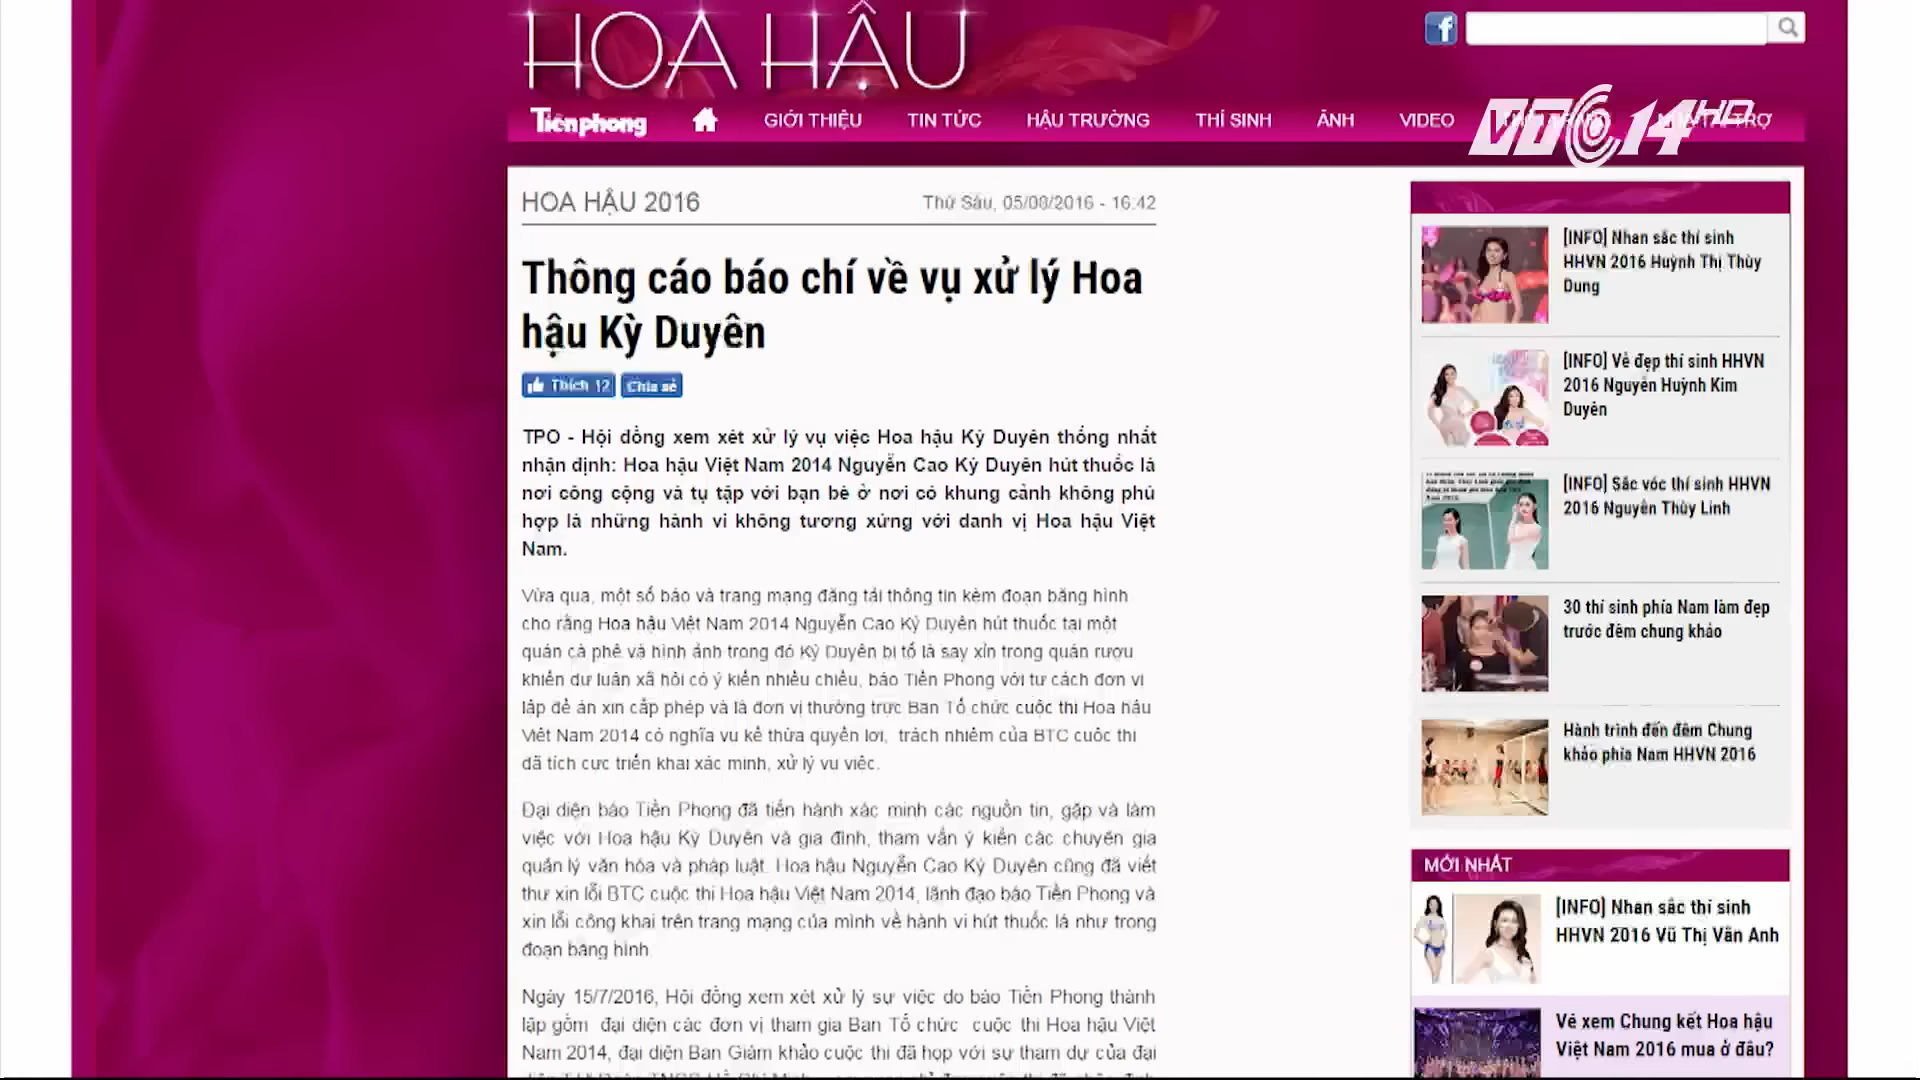 HOA HẬU
Tiền phong
GIỚI THIỆU
TIN TỨC
HẬU TRƯỜNG
THÍ SINH
ẢNH
VIDEO
VTC14 HD
HOA HẬU 2016
Thứ Sáu, 05/08/2016 - 16:42
Thông cáo báo chí về vụ xử lý Hoa
hậu Kỳ Duyên
Thích 12
Chia sẻ
TPO - Hội đồng xem xét xử lý vụ việc Hoa hậu Kỳ Duyên thống nhất
nhận định: Hoa hậu Việt Nam 2014 Nguyễn Cao Kỳ Duyên hút thuốc lá
nơi công cộng và tụ tập với bạn bè ở nơi có khung cảnh không phù
hợp là những hành vi không tương xứng với danh vị Hoa hậu Việt
Nam.
Vừa qua, một số báo và trang mạng đăng tải thông tin kèm đoạn băng hình
cho rằng Hoa hậu Việt Nam 2014 Nguyễn Cao Kỳ Duyên hút thuốc tại một
quán cà phê và hình ảnh trong đó Kỳ Duyên bị tố là say xỉn trong quán rượu
khiến dư luận xã hội có ý kiến nhiều chiều, báo Tiền Phong với tư cách đơn vị
lập đề án xin cấp phép và là đơn vị thường trực Ban Tổ chức cuộc thi Hoa hậu
Việt Nam 2014 có nghĩa vụ kế thừa quyền lợi, trách nhiệm của BTC cuộc thi
đã tích cực triển khai xác minh, xử lý vụ việc.
Đại diện báo Tiền Phong đã tiến hành xác minh các nguồn tin, gặp và làm
việc với Hoa hậu Kỳ Duyên và gia đình, tham vấn ý kiến các chuyên gia
quản lý văn hóa và pháp luật. Hoa hậu Nguyễn Cao Kỳ Duyên cũng đã viết
thư xin lỗi BTC cuộc thi Hoa hậu Việt Nam 2014, lãnh đạo báo Tiền Phong và
xin lỗi công khai trên trang mạng của mình về hành vi hút thuốc lá như trong
đoạn băng hình.
Ngày 15/7/2016, Hội đồng xem xét xử lý sự việc do báo Tiền Phong thành
lập gồm đại diện các đơn vị tham gia Ban Tổ chức cuộc thi Hoa hậu Việt
Nam 2014, đại diện Ban Giám khảo cuộc thi đã họp với sự tham dự của đại
[INFO] Nhan sắc thí sinh
HHVN 2016 Huỳnh Thị Thùy
Dung
[INFO] Vẻ đẹp thí sinh HHVN
2016 Nguyễn Huỳnh Kim
Duyên
[INFO] Sắc vóc thí sinh HHVN
2016 Nguyễn Thùy Linh
30 thí sinh phía Nam làm đẹp
trước đêm chung khảo
Hành trình đến đêm Chung
khảo phía Nam HHVN 2016
MỚI NHẤT
[INFO] Nhan sắc thí sinh
HHVN 2016 Vũ Thị Vân Anh
Vé xem Chung kết Hoa hậu
Việt Nam 2016 mua ở đâu?